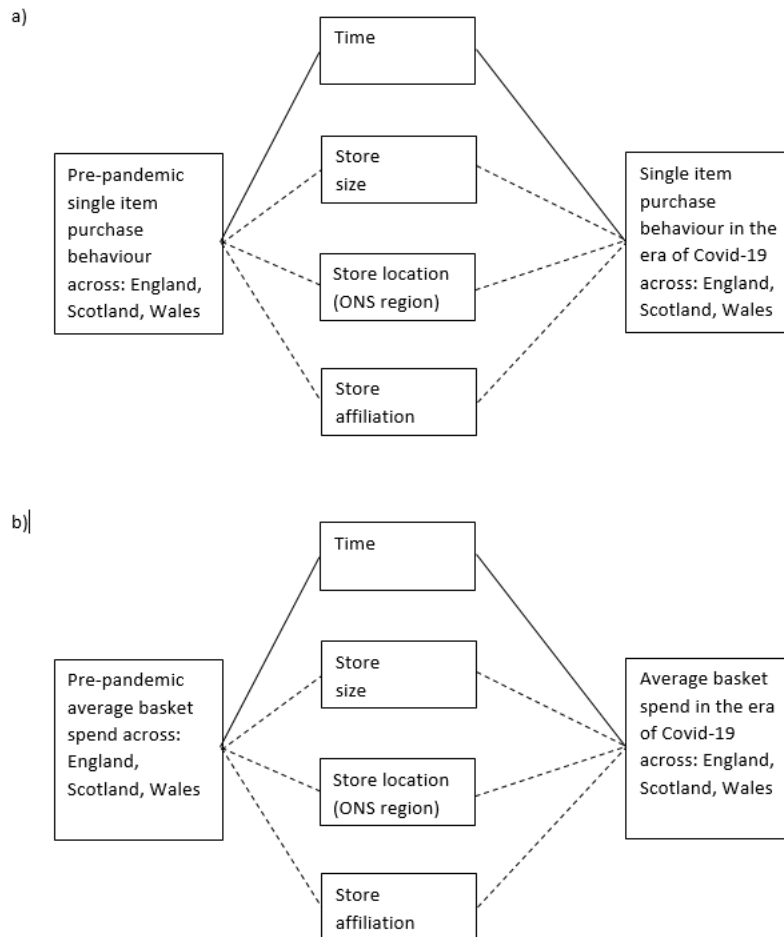 a)
Time
Store
size
Pre-pandemic
single item
purchase
behaviour
across: England,
Scotland, Wales
Single item
purchase
behaviour in the
era of Covid-19
across: England,
Scotland, Wales
Store location
(ONS region)
Store
affiliation
b)
Time
Store
size
Pre-pandemic
average basket
spend across:
England,
Scotland, Wales
Average basket
spend in the era
of Covid-19
across: England,
Scotland, Wales
Store location
(ONS region)
Store
affiliation